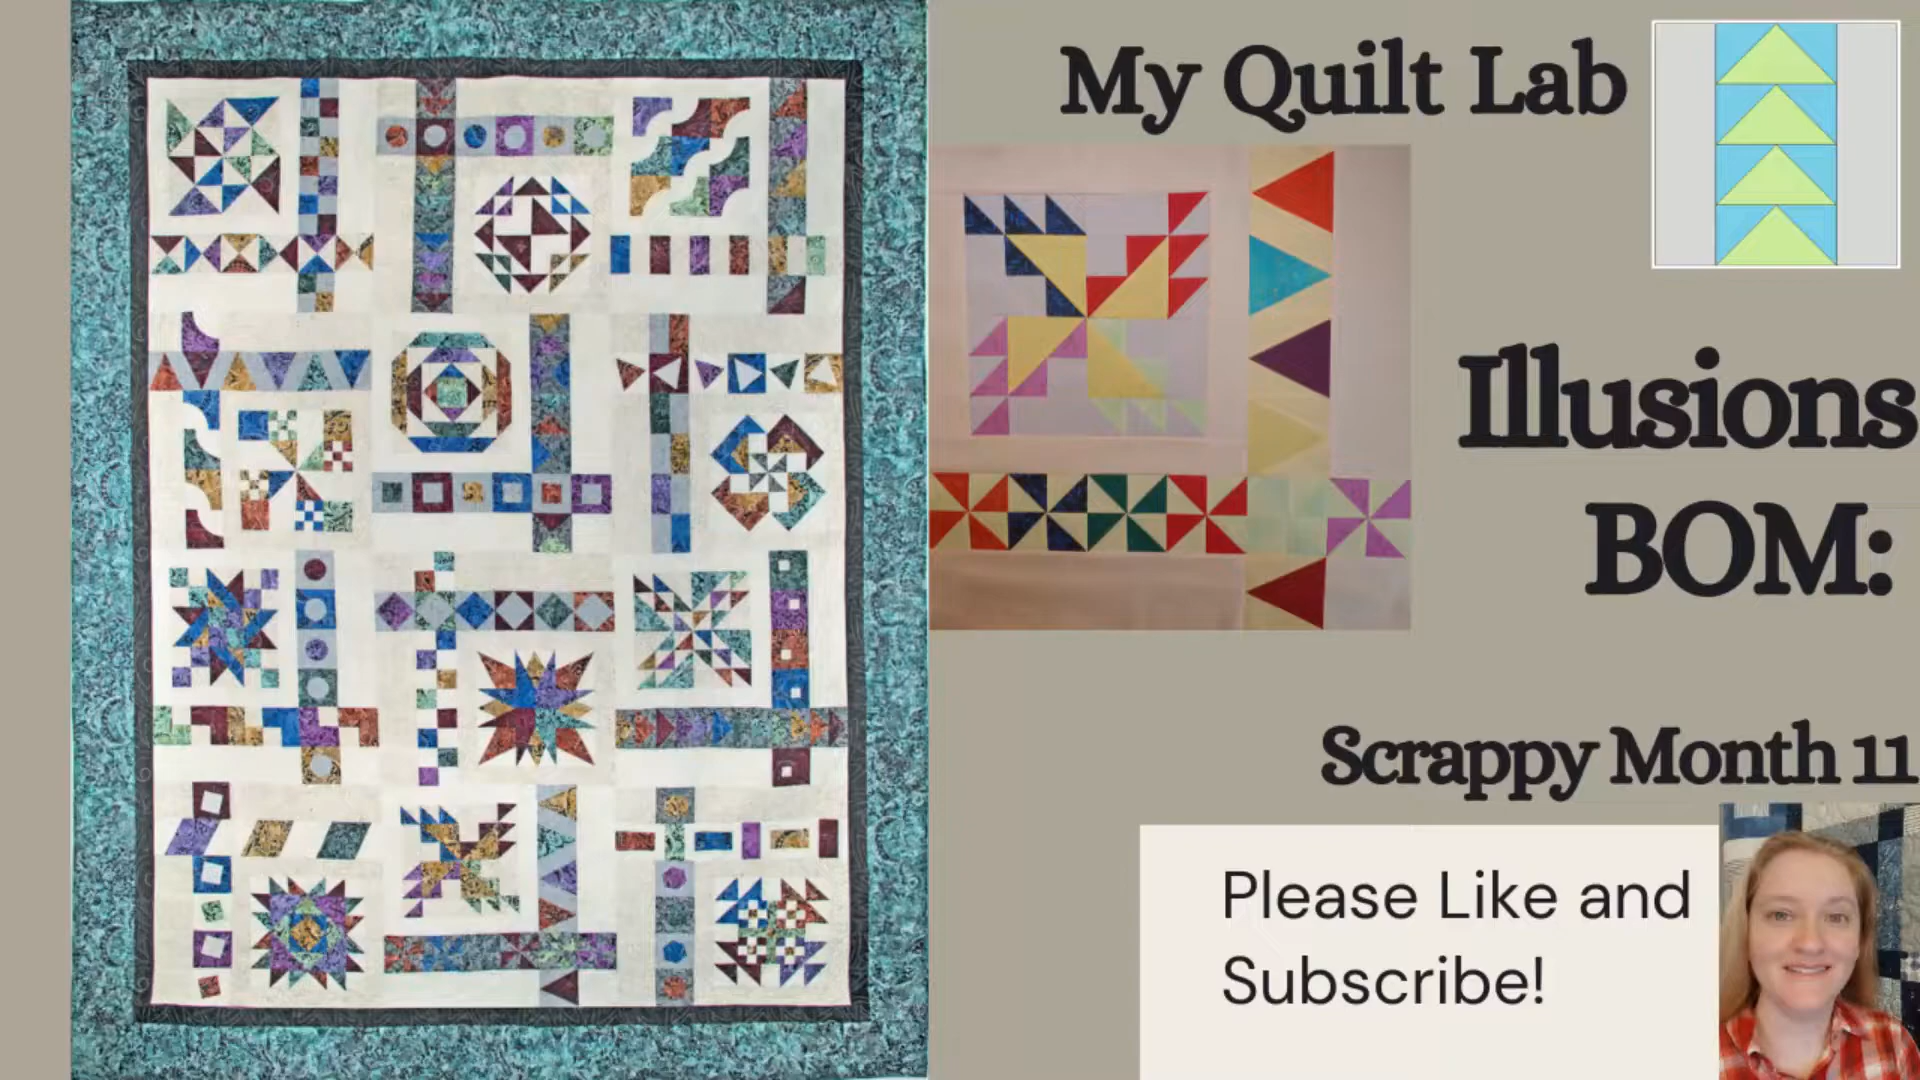 My Quilt Lab
Illusions
BOM:
Scrappy Month 11
Please Like and
Subscribe!